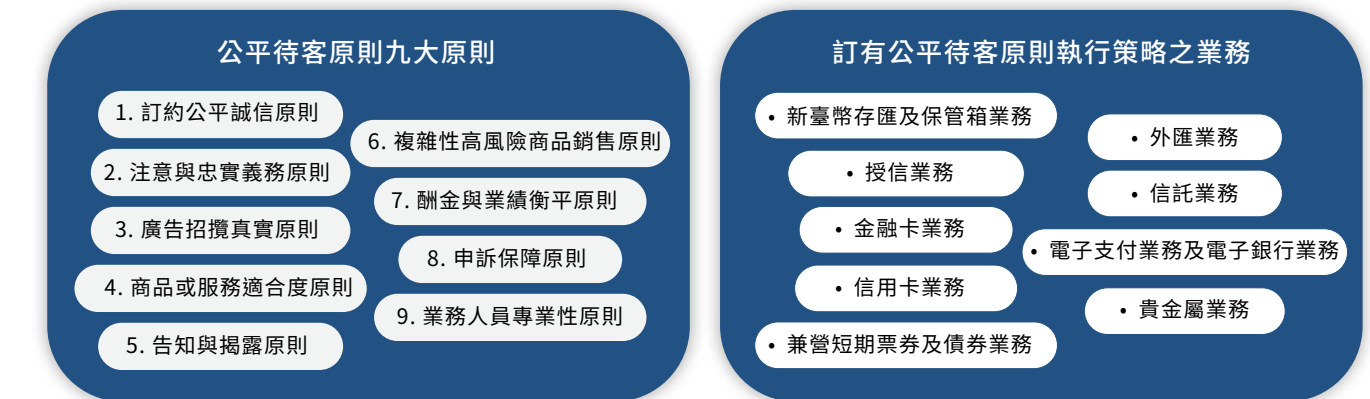 公平待客原則九大原則
1. 訂約公平誠信原則
2. 注意與忠實義務原則
3. 廣告招攬真實原則
4. 商品或服務適合度原則
5. 告知與揭露原則
6. 複雜性高風險商品銷售原則
7. 酬金與業績衡平原則
8. 申訴保障原則
9. 業務人員專業性原則
訂有公平待客原則執行策略之業務
• 新臺幣存匯及保管箱業務
• 授信業務
• 金融卡業務
• 信用卡業務
• 兼營短期票券及債券業務
• 外匯業務
• 信託業務
• 電子支付業務及電子銀行業務
• 貴金屬業務